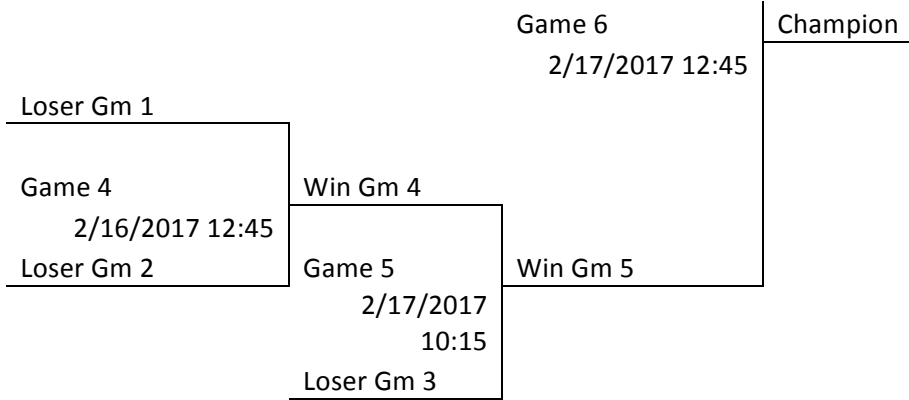 Game 6
Champion
2/17/2017 12:45
Loser Gm 1
Game 4
Win Gm 4
2/16/2017 12:45
Loser Gm 2
Game 5
Win Gm 5
2/17/2017
10:15
Loser Gm 3